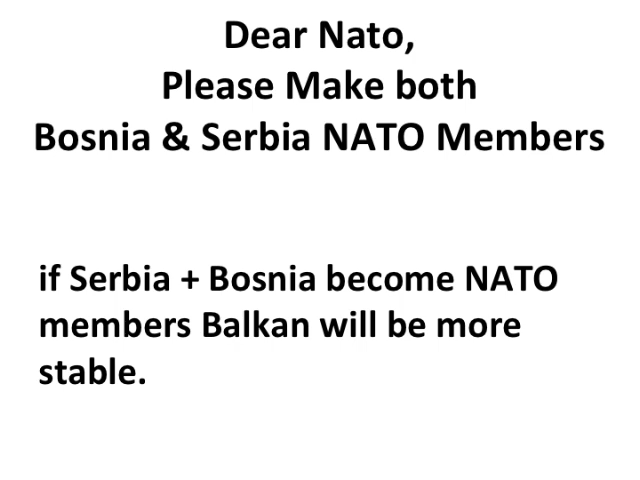 Dear Nato,
Please Make both
Bosnia & Serbia NATO Members
if Serbia + Bosnia become NATO
members Balkan will be more
stable.